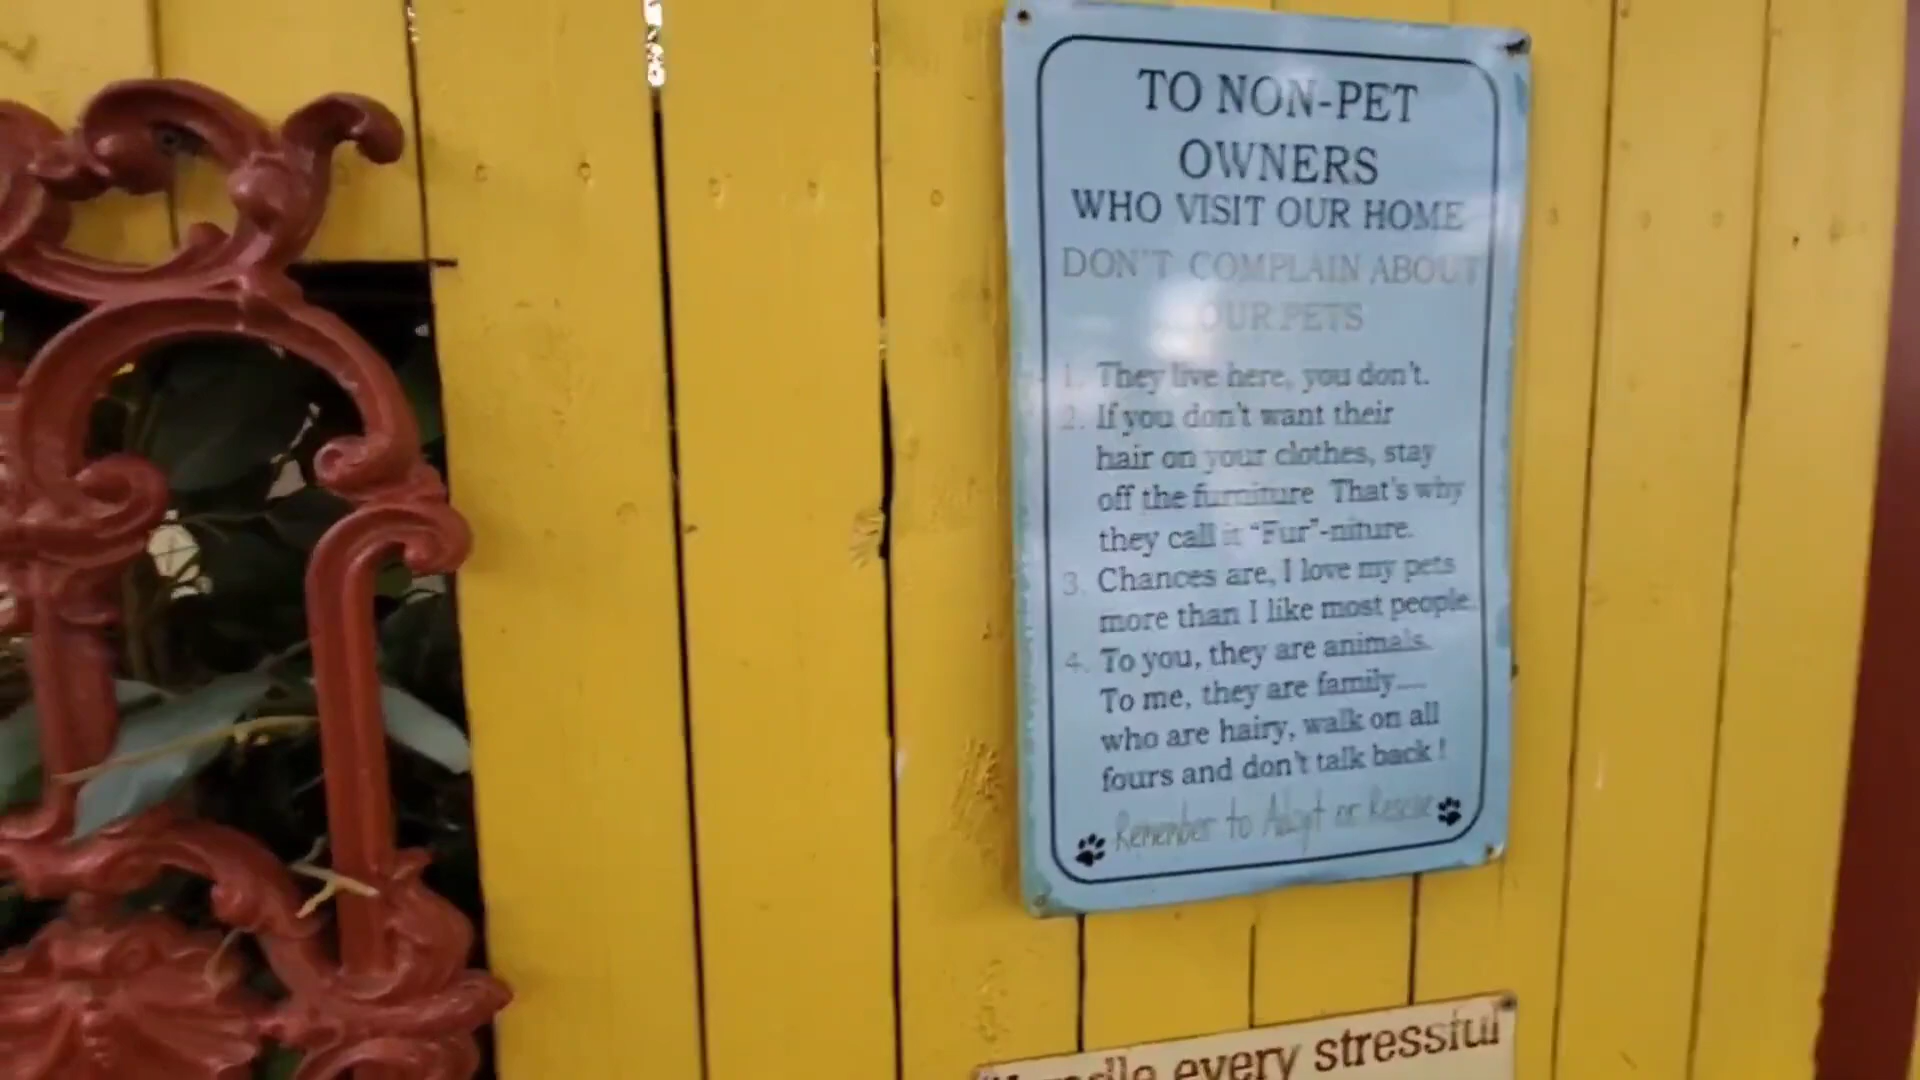 TO NON-PET
OWNERS
WHO VISIT OUR HOME
DON'T COMPLAIN ABOUT
OUR PETS
1. They live here, you don't.
2. If you don't want their
hair on your clothes, stay
off the furniture That's why
they call it "Fur"-niture.
3. Chances are, I love my pets
more than I like most people.
4. To you, they are animals.
To me, they are family.....
who are hairy, walk on all
fours and don't talk back!
Remember to Adopt or Rescue
every stressful